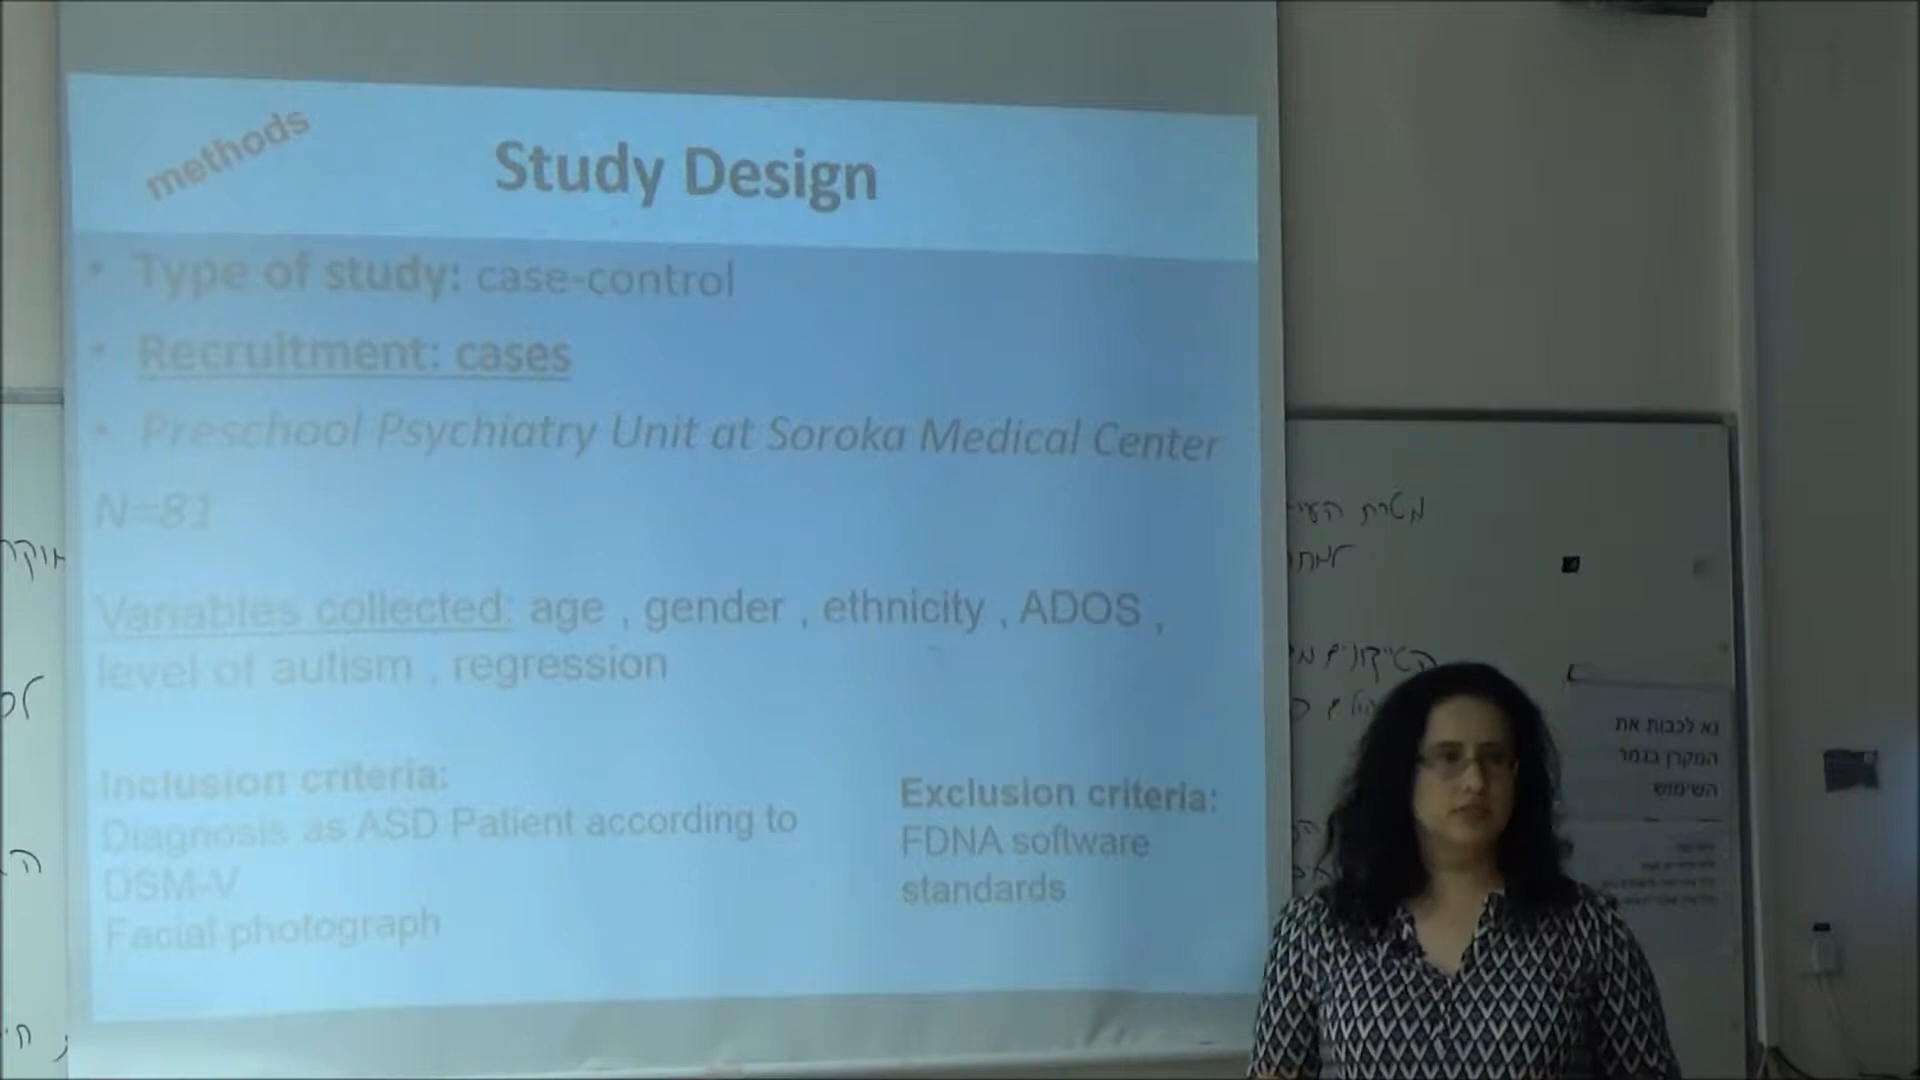 methods
Study Design
• Type of study: case-control
• Recruitment: cases
• Preschool Psychiatry Unit at Soroka Medical Center
N=81
Variables collected: age , gender , ethnicity , ADOS ,
level of autism , regression
Inclusion criteria:
Diagnosis as ASD Patient according to
DSM-V
Facial photograph
Exclusion criteria:
FDNA software
standards
מטרת
נא לכבות את
המקרן בגמר
השימוש